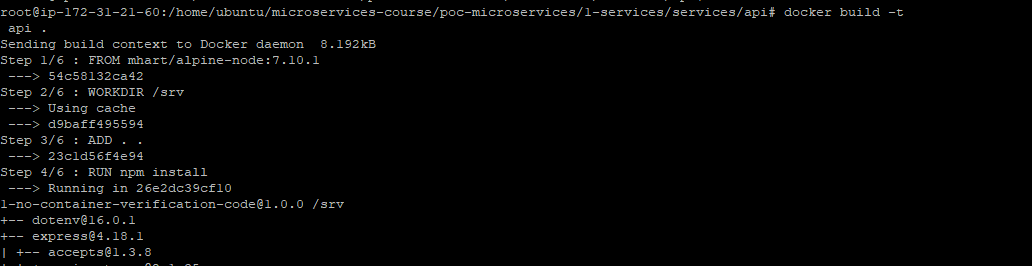 root@ip-172-31-21-60:/home/ubuntu/microservices-course/poc-microservices/1-services/services/api# docker build -t
 api .
Sending build context to Docker daemon  8.192kB
Step 1/6 : FROM mhart/alpine-node:7.10.1
 ---> 54c58132ca42
Step 2/6 : WORKDIR /srv
 ---> Using cache
 ---> d9baff495594
Step 3/6 : ADD . .
 ---> 23c1d56f4e94
Step 4/6 : RUN npm install
 ---> Running in 26e2dc39cf10
1-no-container-verification-code@1.0.0 /srv
+-- dotenv@16.0.1
+-- express@4.18.1
| +-- accepts@1.3.8